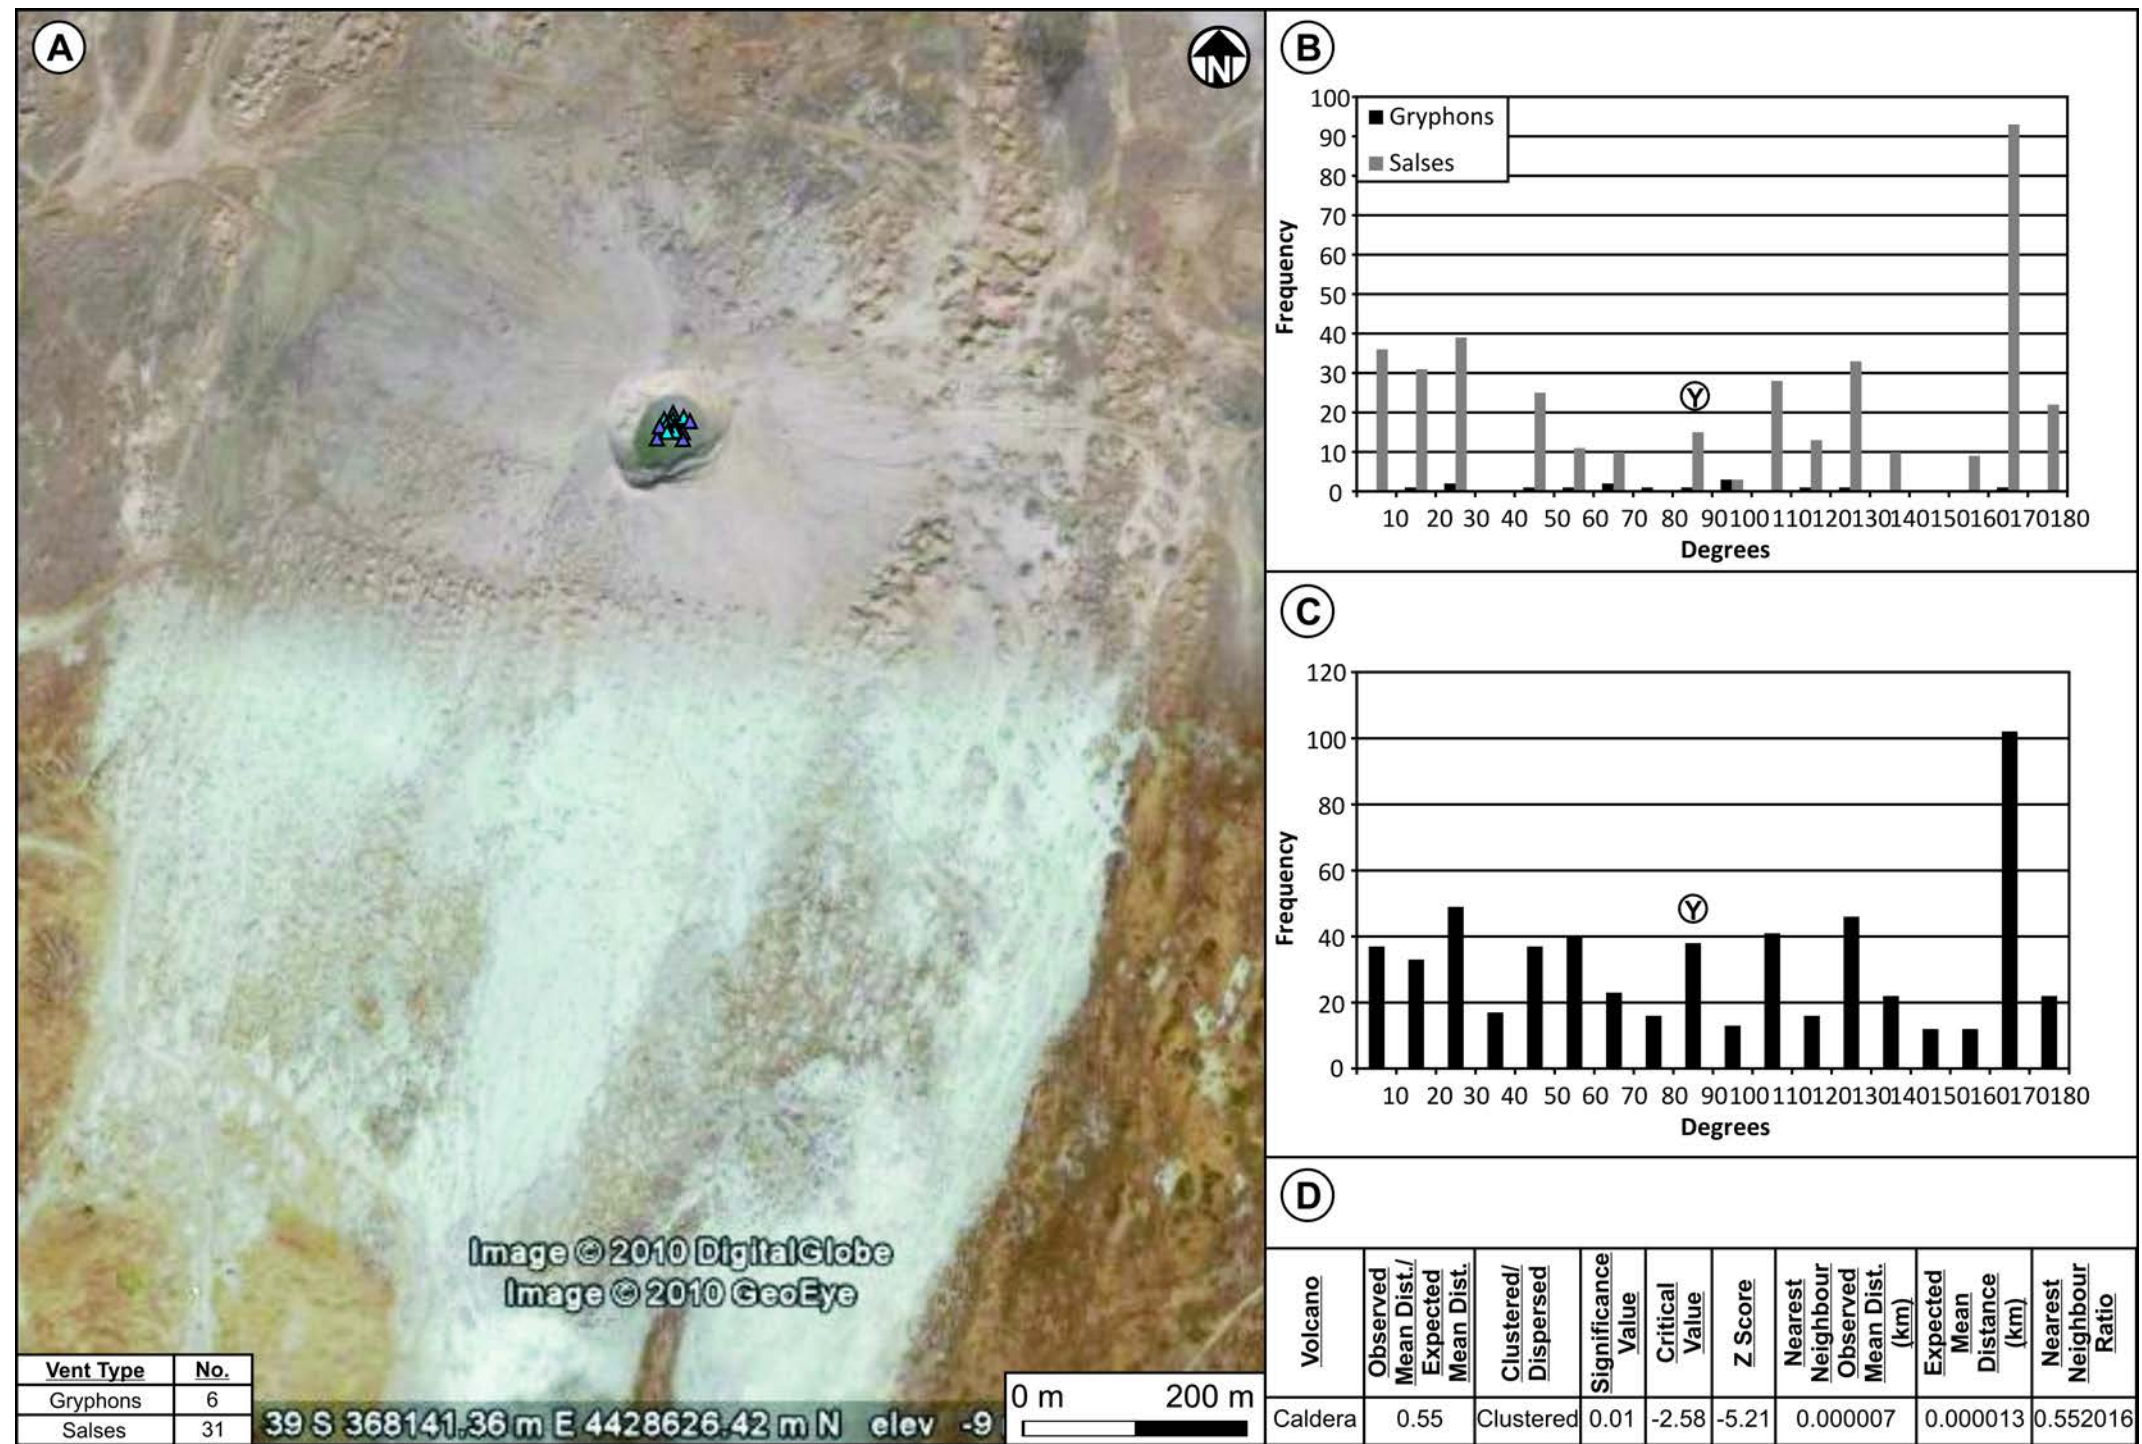 A
N
Image © 2010 DigitalGlobe
Image © 2010 GeoEye
Vent Type No.
Gryphons 6
Salses 31
39 S 368141.36 m E 4428626.42 m N elev -9
0 m 200 m
B
Gryphons
Salses
Frequency
100
90
80
70
60
50
40
30
20
10
0
Y
10 20 30 40 50 60 70 80 90 100 110 120 130 140 150 160 170 180
Degrees
C
Frequency
120
100
80
60
40
20
0
Y
10 20 30 40 50 60 70 80 90 100 110 120 130 140 150 160 170 180
Degrees
D
Volcano
Observed
Mean Dist./
Expected
Mean Dist.
Clustered/
Dispersed
Significance
Value
Critical
Value
Z Score
Nearest
Neighbour
Observed
Mean Dist.
(km)
Expected
Mean
Distance
(km)
Nearest
Neighbour
Ratio
Caldera 0.55 Clustered 0.01 -2.58 -5.21 0.000007 0.000013 0.552016